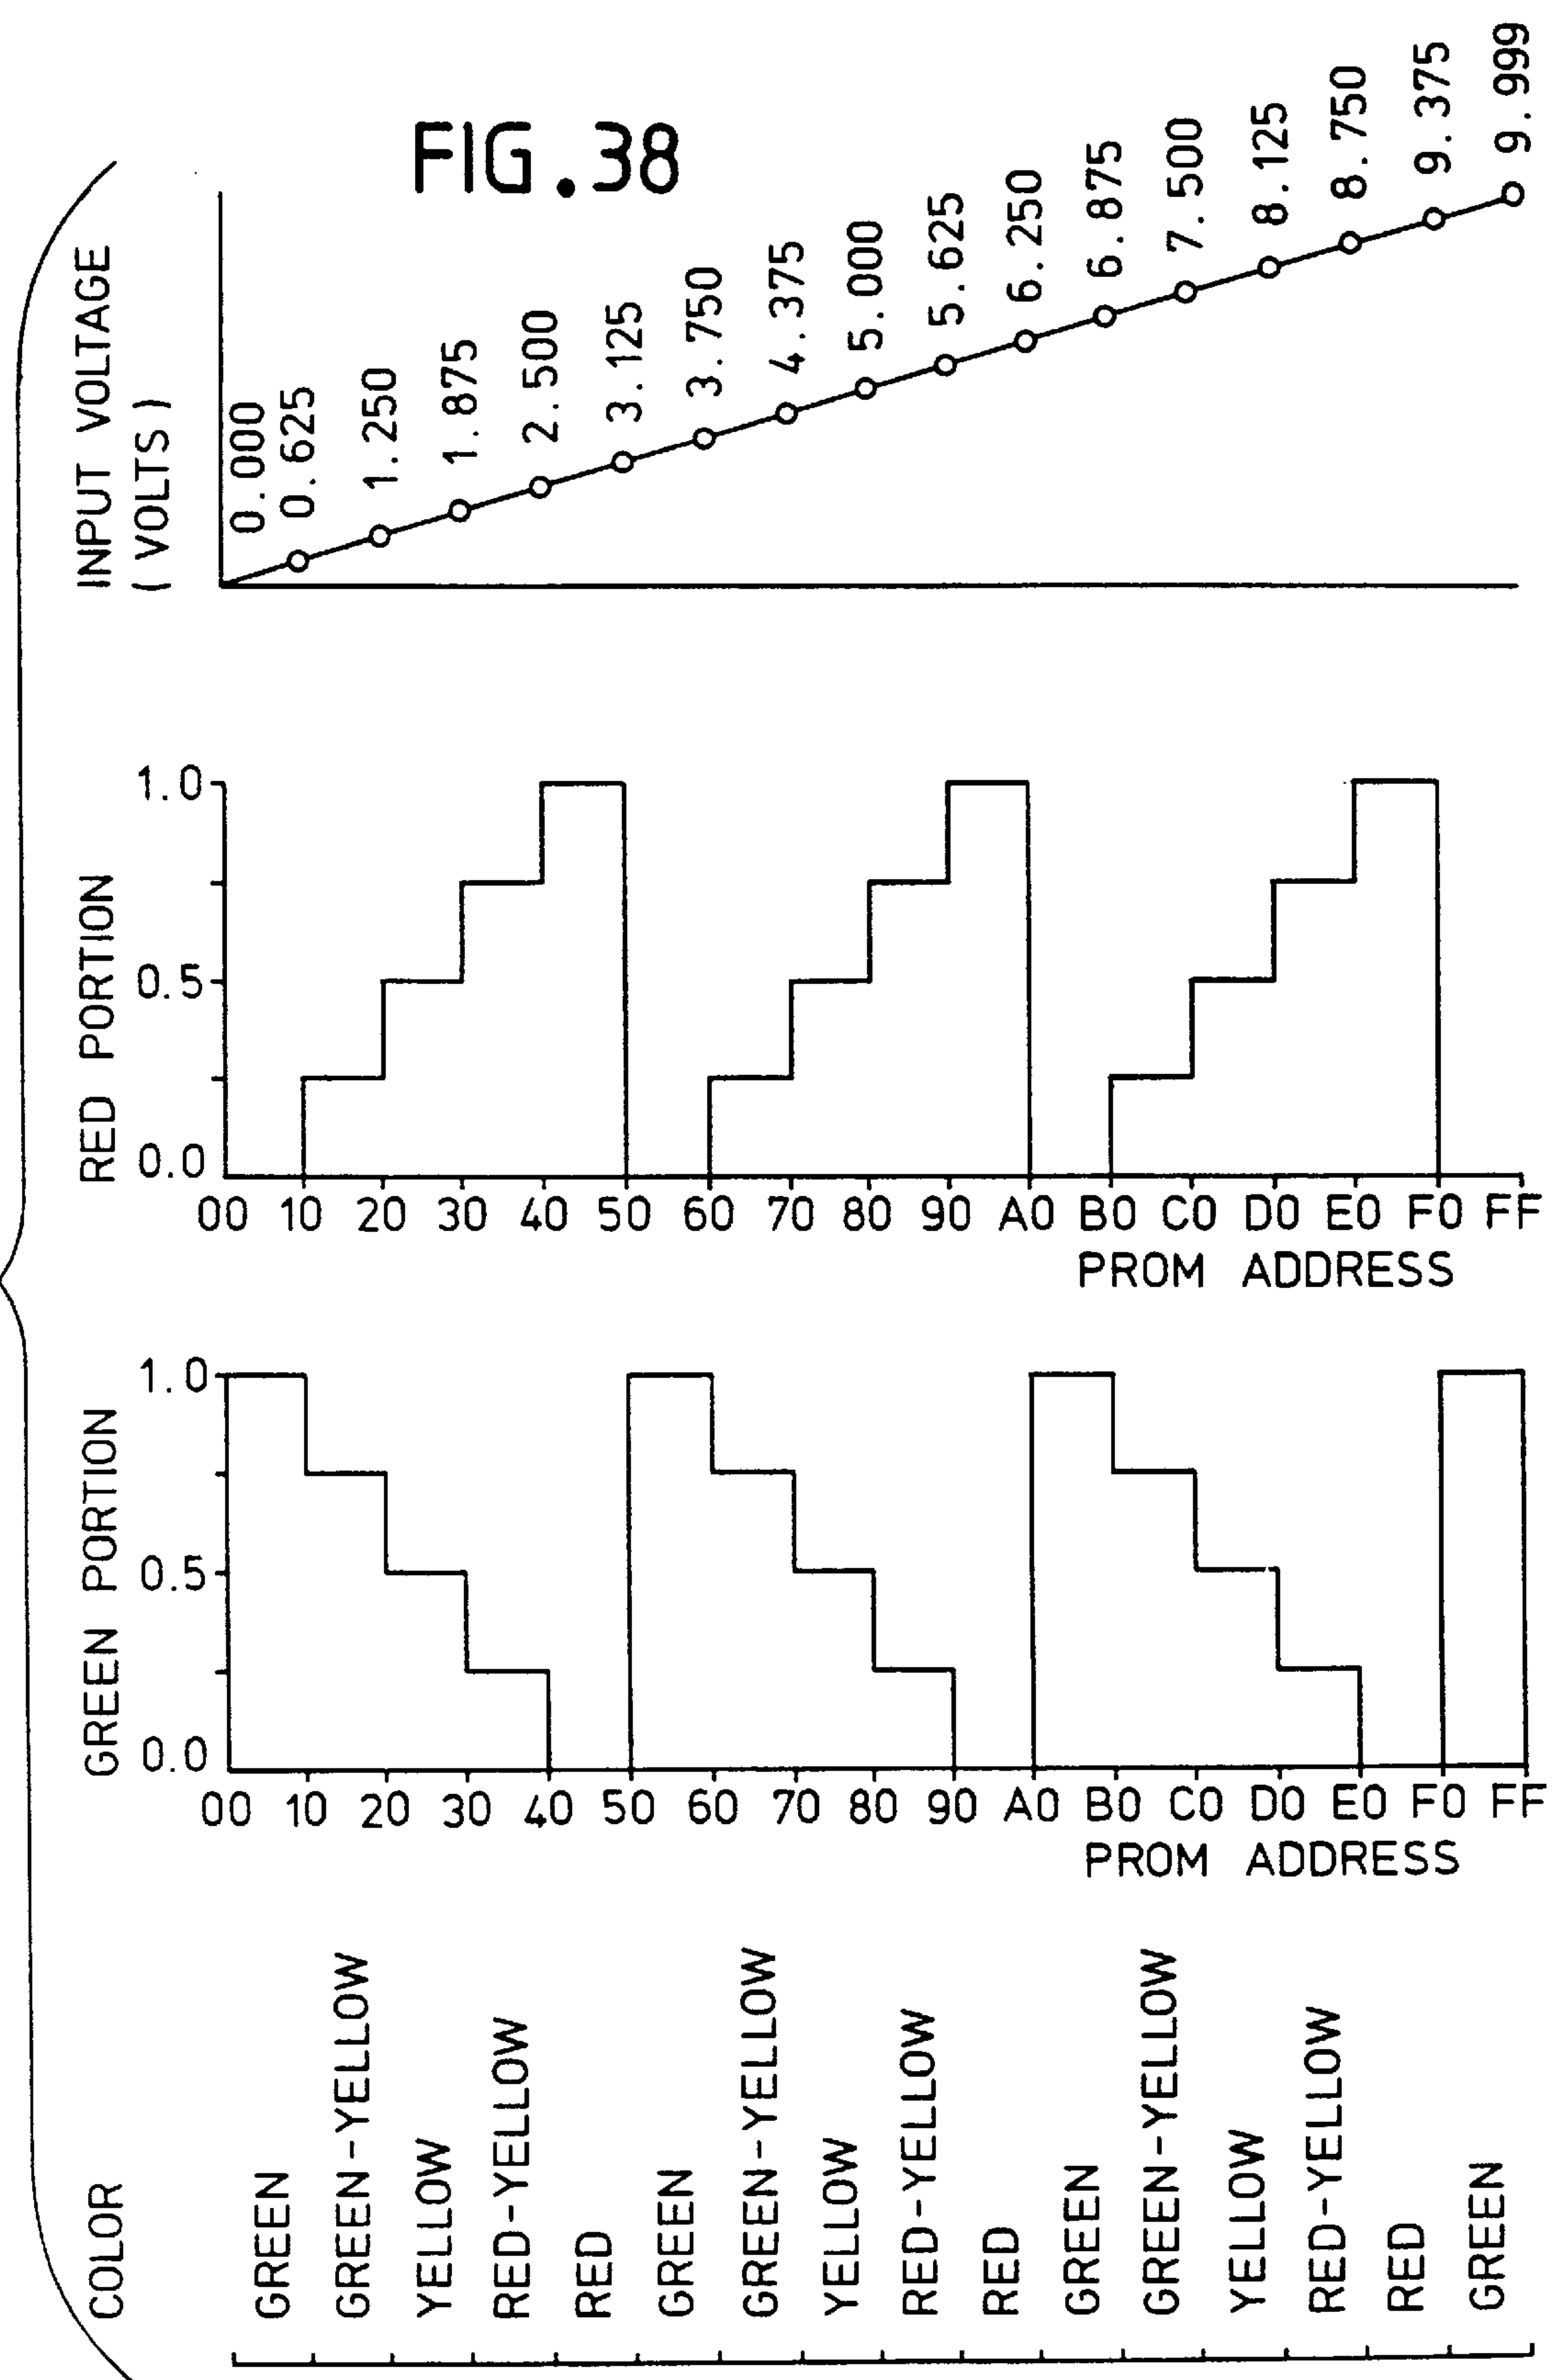 FIG.38
INPUT VOLTAGE
(VOLTS)
0.000
0.625
1.250
1.875
2.500
3.125
3.750
4.375
5.000
5.625
6.250
6.875
7.500
8.125
8.750
9.375
9.999
RED PORTION
1.0
0.5
0.0
00 10 20 30 40 50 60 70 80 90 A0 B0 C0 D0 E0 F0 FF
PROM ADDRESS
GREEN PORTION
1.0
0.5
0.0
00 10 20 30 40 50 60 70 80 90 A0 B0 C0 D0 E0 F0 FF
PROM ADDRESS
COLOR
GREEN
GREEN-YELLOW
YELLOW
RED-YELLOW
RED
GREEN
GREEN-YELLOW
YELLOW
RED-YELLOW
RED
GREEN
GREEN-YELLOW
YELLOW
RED-YELLOW
RED
GREEN